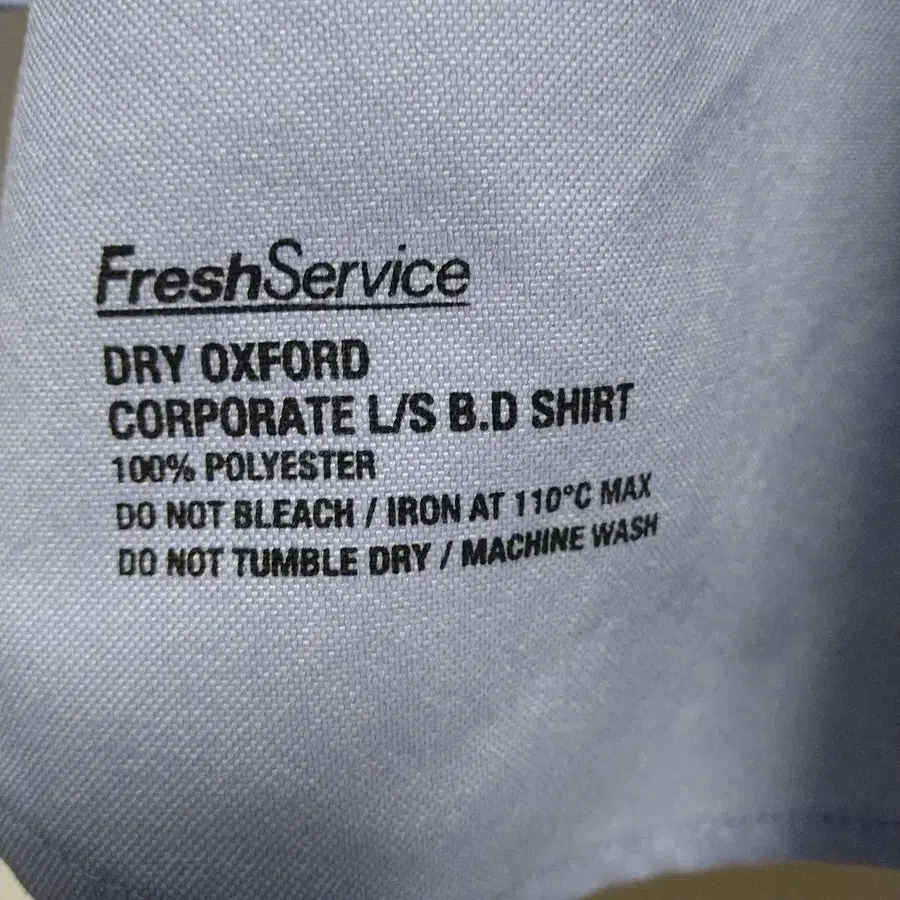 FreshService
DRY OXFORD
CORPORATE L/S B.D SHIRT
100% POLYESTER
DO NOT BLEACH / IRON AT 110°C MAX
DO NOT TUMBLE DRY / MACHINE WASH